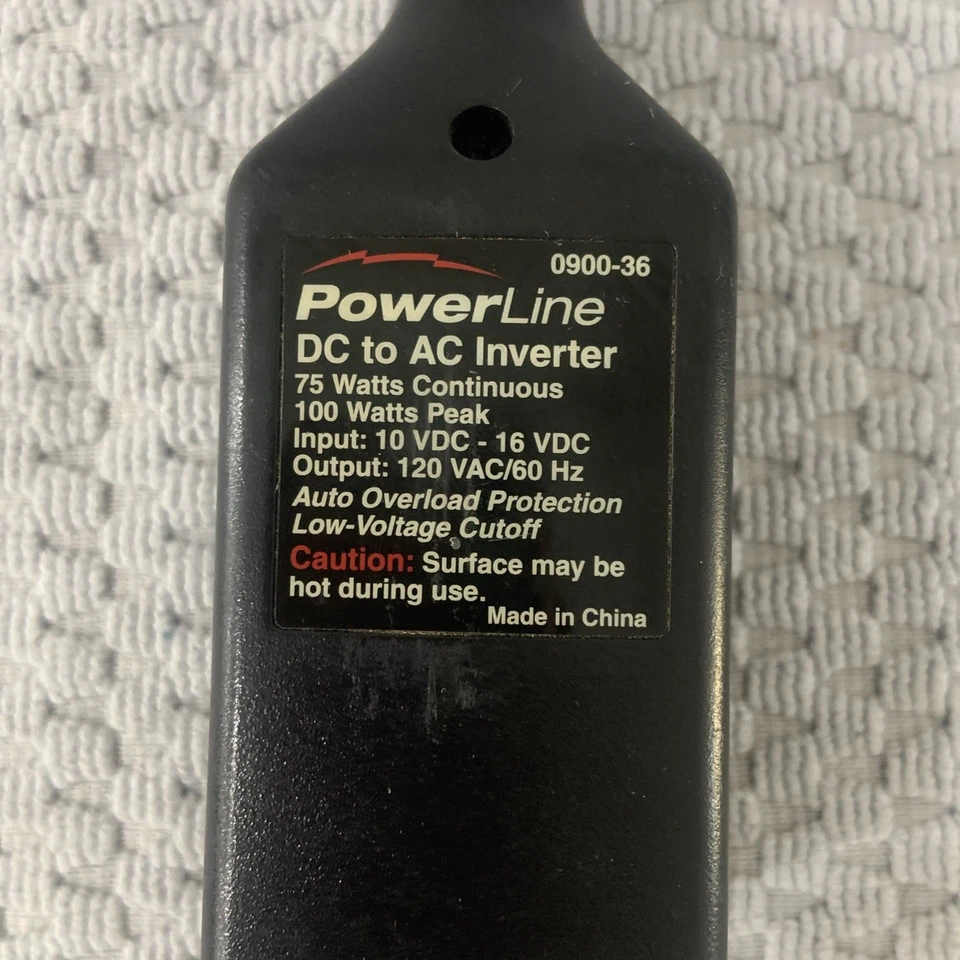 0900-36
PowerLine
DC to AC Inverter
75 Watts Continuous
100 Watts Peak
Input: 10 VDC - 16 VDC
Output: 120 VAC/60 Hz
Auto Overload Protection
Low-Voltage Cutoff
Caution: Surface may be
hot during use.
Made in China